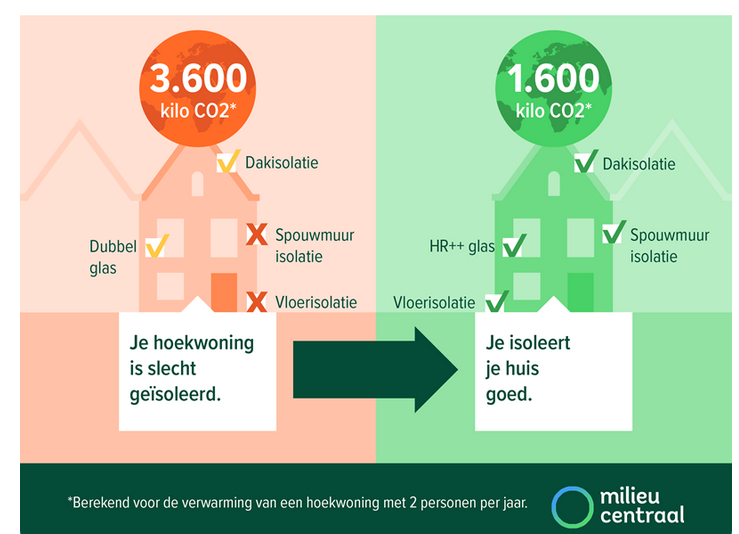 3.600
kilo CO2*
Dakisolatie
Dubbel
glas
Spouwmuur
isolatie
Vloerisolatie
Je hoekwoning
is slecht
geïsoleerd.
1.600
kilo CO2*
Dakisolatie
HR++ glas
Spouwmuur
isolatie
Vloerisolatie
Je isoleert
je huis
goed.
*Berekend voor de verwarming van een hoekwoning met 2 personen per jaar.
milieu
centraal